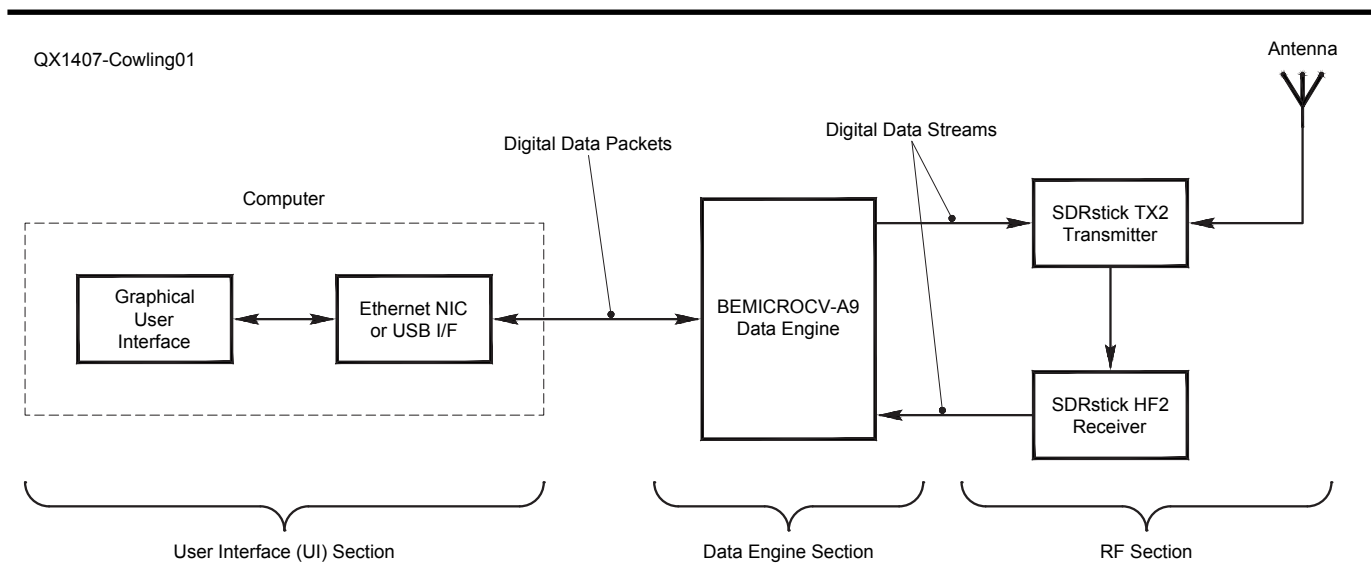 QX1407-Cowling01
Antenna
Digital Data Packets
Digital Data Streams
Computer
Graphical
User
Interface
Ethernet NIC
or USB I/F
BEMICROCV-A9
Data Engine
SDRstick TX2
Transmitter
SDRstick HF2
Receiver
User Interface (UI) Section
Data Engine Section
RF Section